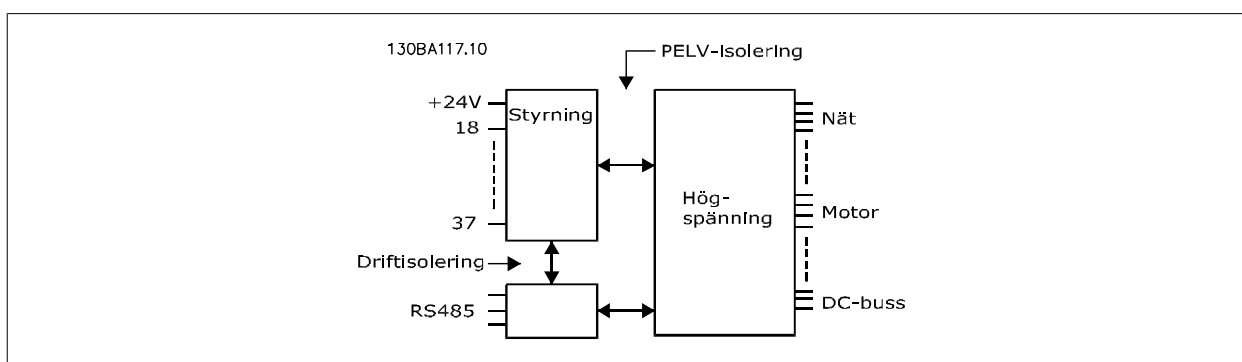 130BA117.10
PELV-isolering
+24V
Styrning
18
Nät
Hög-
spänning
37
Motor
Driftisolering
RS485
DC-buss